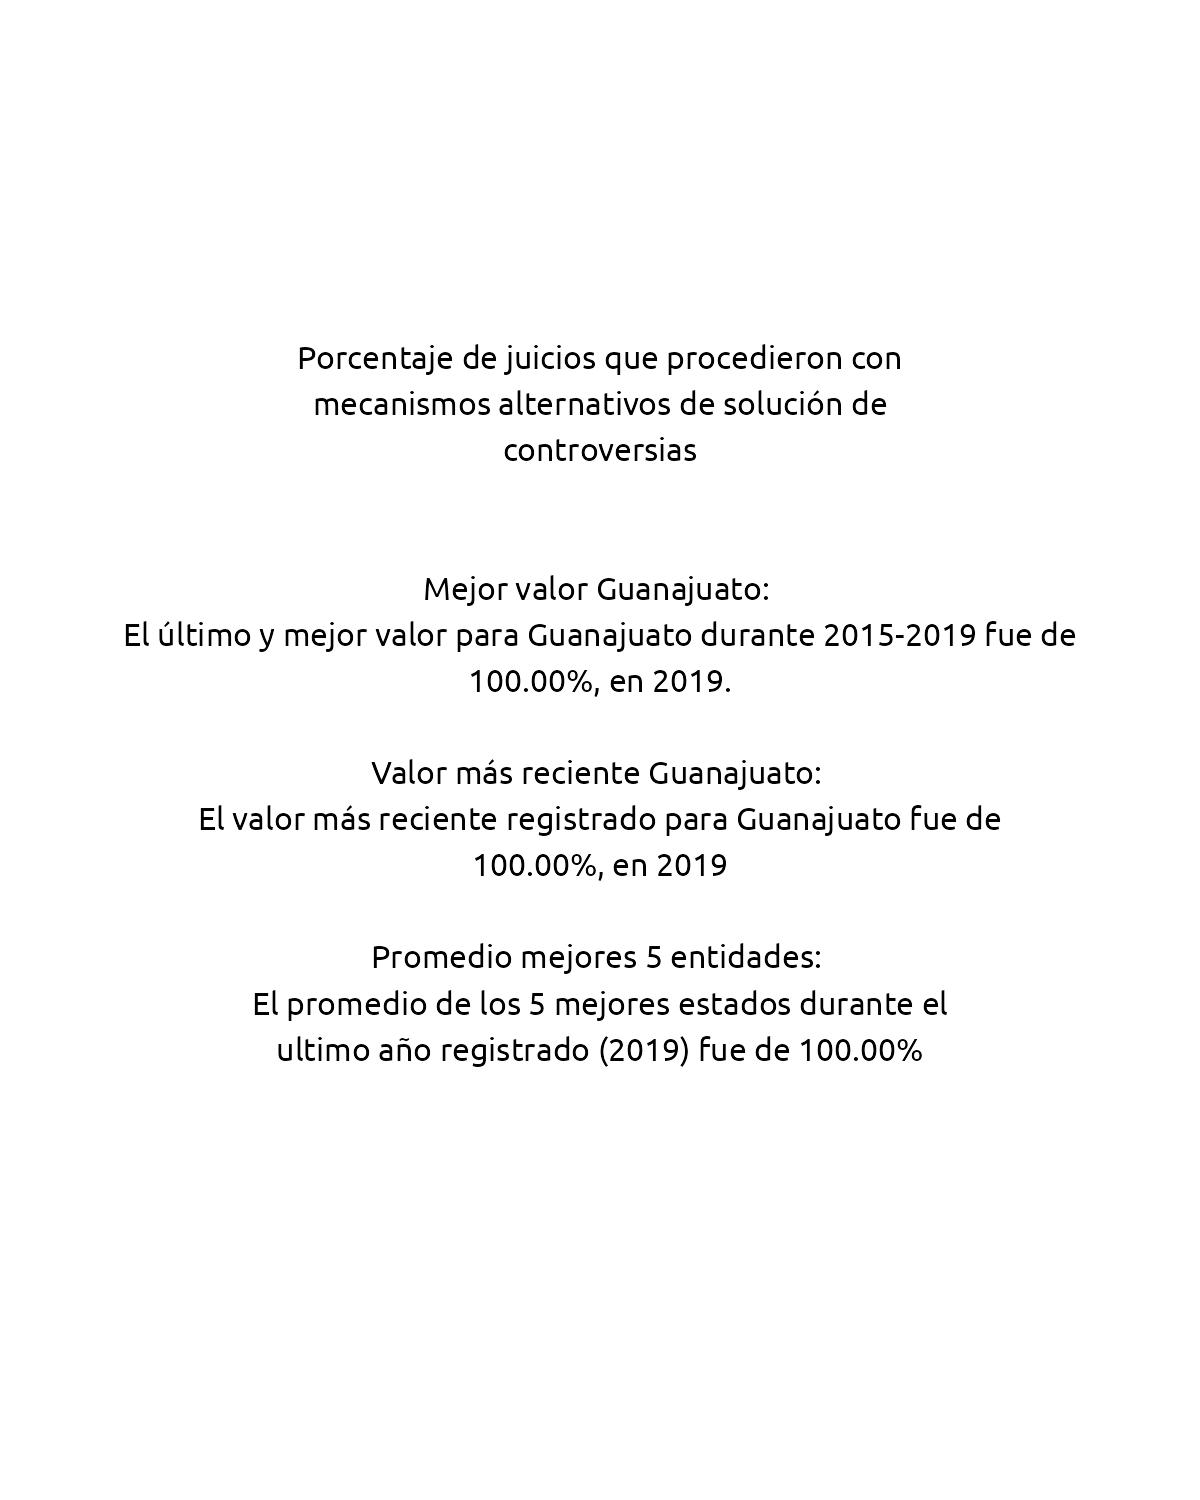 Porcentaje de juicios que procedieron con
mecanismos alternativos de solución de
controversias
Mejor valor Guanajuato:
El último y mejor valor para Guanajuato durante 2015-2019 fue de
100.00%, en 2019.
Valor más reciente Guanajuato:
El valor más reciente registrado para Guanajuato fue de
100.00%, en 2019
Promedio mejores 5 entidades:
El promedio de los 5 mejores estados durante el
ultimo año registrado (2019) fue de 100.00%